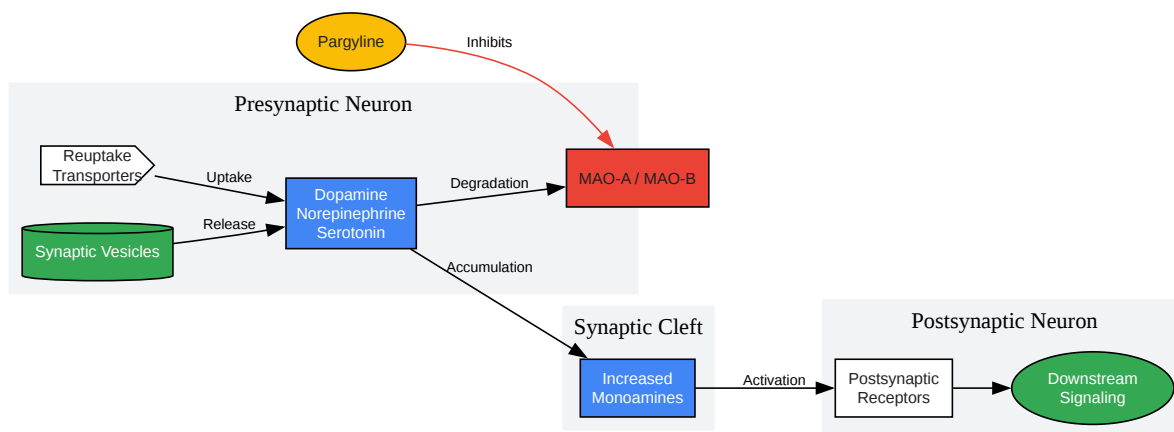 Pargyline
Inhibits
Presynaptic Neuron
Reuptake
Transporters
Uptake
Dopamine
Norepinephrine
Serotonin
Degradation
MAO-A / MAO-B
Synaptic Vesicles
Release
Accumulation
Synaptic Cleft
Increased
Monoamines
Activation
Postsynaptic Neuron
Postsynaptic
Receptors
Downstream
Signaling